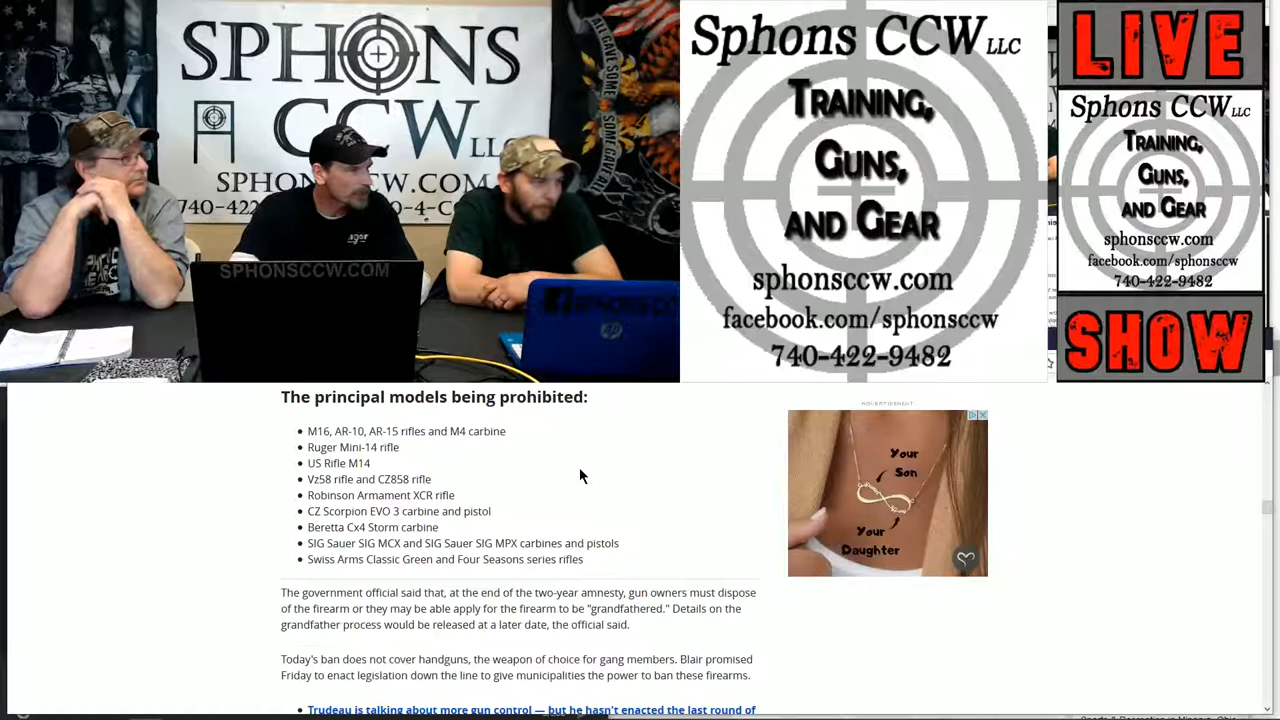 SPHONS
CCW LLC
SPHONSCCW.COM
740-422
SPHONSCCW.COM
Sphons CCW LLC
Training,
Guns,
and Gear
sphonsccw.com
facebook.com/sphonsccw
740-422-9482
LIVE
Sphons CCW LLC
Training,
Guns,
and Gear
sphonsccw.com
facebook.com/sphonsccw
740-422-9482
SHOW
The principal models being prohibited:
M16, AR-10, AR-15 rifles and M4 carbine
Ruger Mini-14 rifle
US Rifle M14
Vz58 rifle and CZ858 rifle
Robinson Armament XCR rifle
CZ Scorpion EVO 3 carbine and pistol
Beretta Cx4 Storm carbine
SIG Sauer SIG MCX and SIG Sauer SIG MPX carbines and pistols
Swiss Arms Classic Green and Four Seasons series rifles
The government official said that, at the end of the two-year amnesty, gun owners must dispose
of the firearm or they may be able apply for the firearm to be "grandfathered." Details on the
grandfather process would be released at a later date, the official said.
Today's ban does not cover handguns, the weapon of choice for gang members. Blair promised
Friday to enact legislation down the line to give municipalities the power to ban these firearms.
Trudeau is talking about more gun control — but he hasn't enacted the last round of
ADVERTISEMENT
Your
Son
Your
Daughter